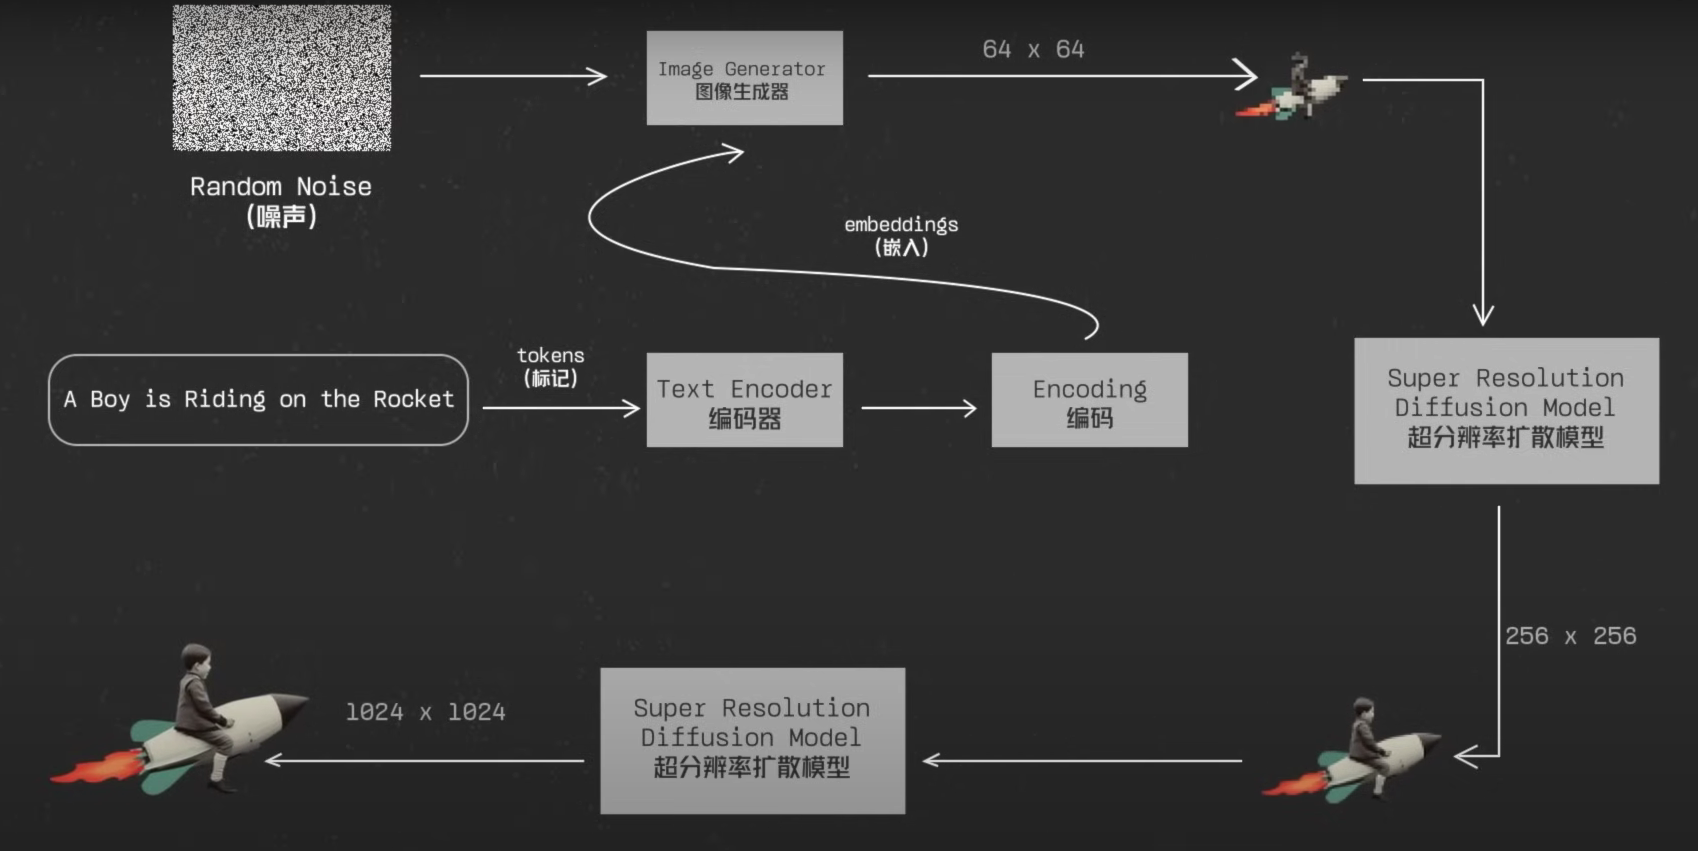 64 x 64
Image Generator
图像生成器
Random Noise
(噪声)
embeddings
(嵌入)
tokens
(标记)
A Boy is Riding on the Rocket
Text Encoder
编码器
Encoding
编码
Super Resolution
Diffusion Model
超分辨率扩散模型
256 x 256
1024 x 1024
Super Resolution
Diffusion Model
超分辨率扩散模型